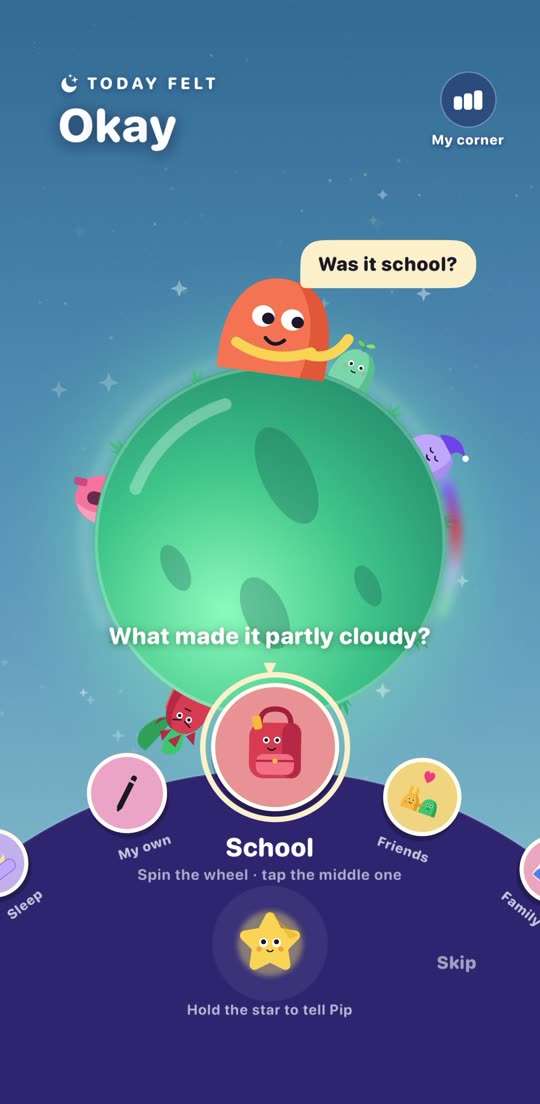 TODAY FELT
Okay
My corner
Was it school?
What made it partly cloudy?
Sleep
My own
School
Friends
Family
Spin the wheel · tap the middle one
Skip
Hold the star to tell Pip